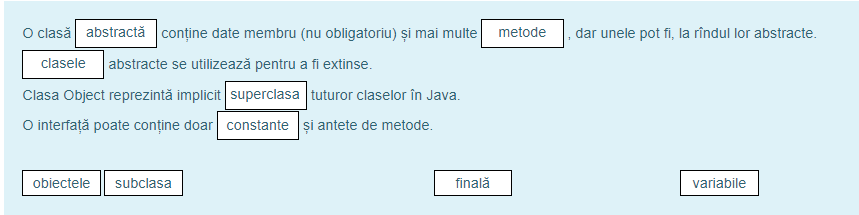 O clasă abstractă conține date membru (nu obligatoriu) și mai multe metode , dar unele pot fi, la rîndul lor abstracte.
clasele abstracte se utilizează pentru a fi extinse.
Clasa Object reprezintă implicit superclasa tuturor claselor în Java.
O interfață poate conține doar constante și antete de metode.
obiectele subclasa finală variabile